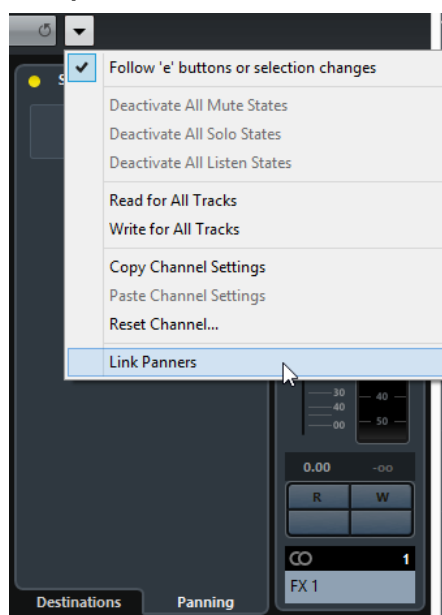 S
Follow 'e' buttons or selection changes
Deactivate All Mute States
Deactivate All Solo States
Deactivate All Listen States
Read for All Tracks
Write for All Tracks
Copy Channel Settings
Paste Channel Settings
Reset Channel...
Link Panners
30
40
40
50
00
0.00 -oo
R W
1
FX 1
Destinations Panning